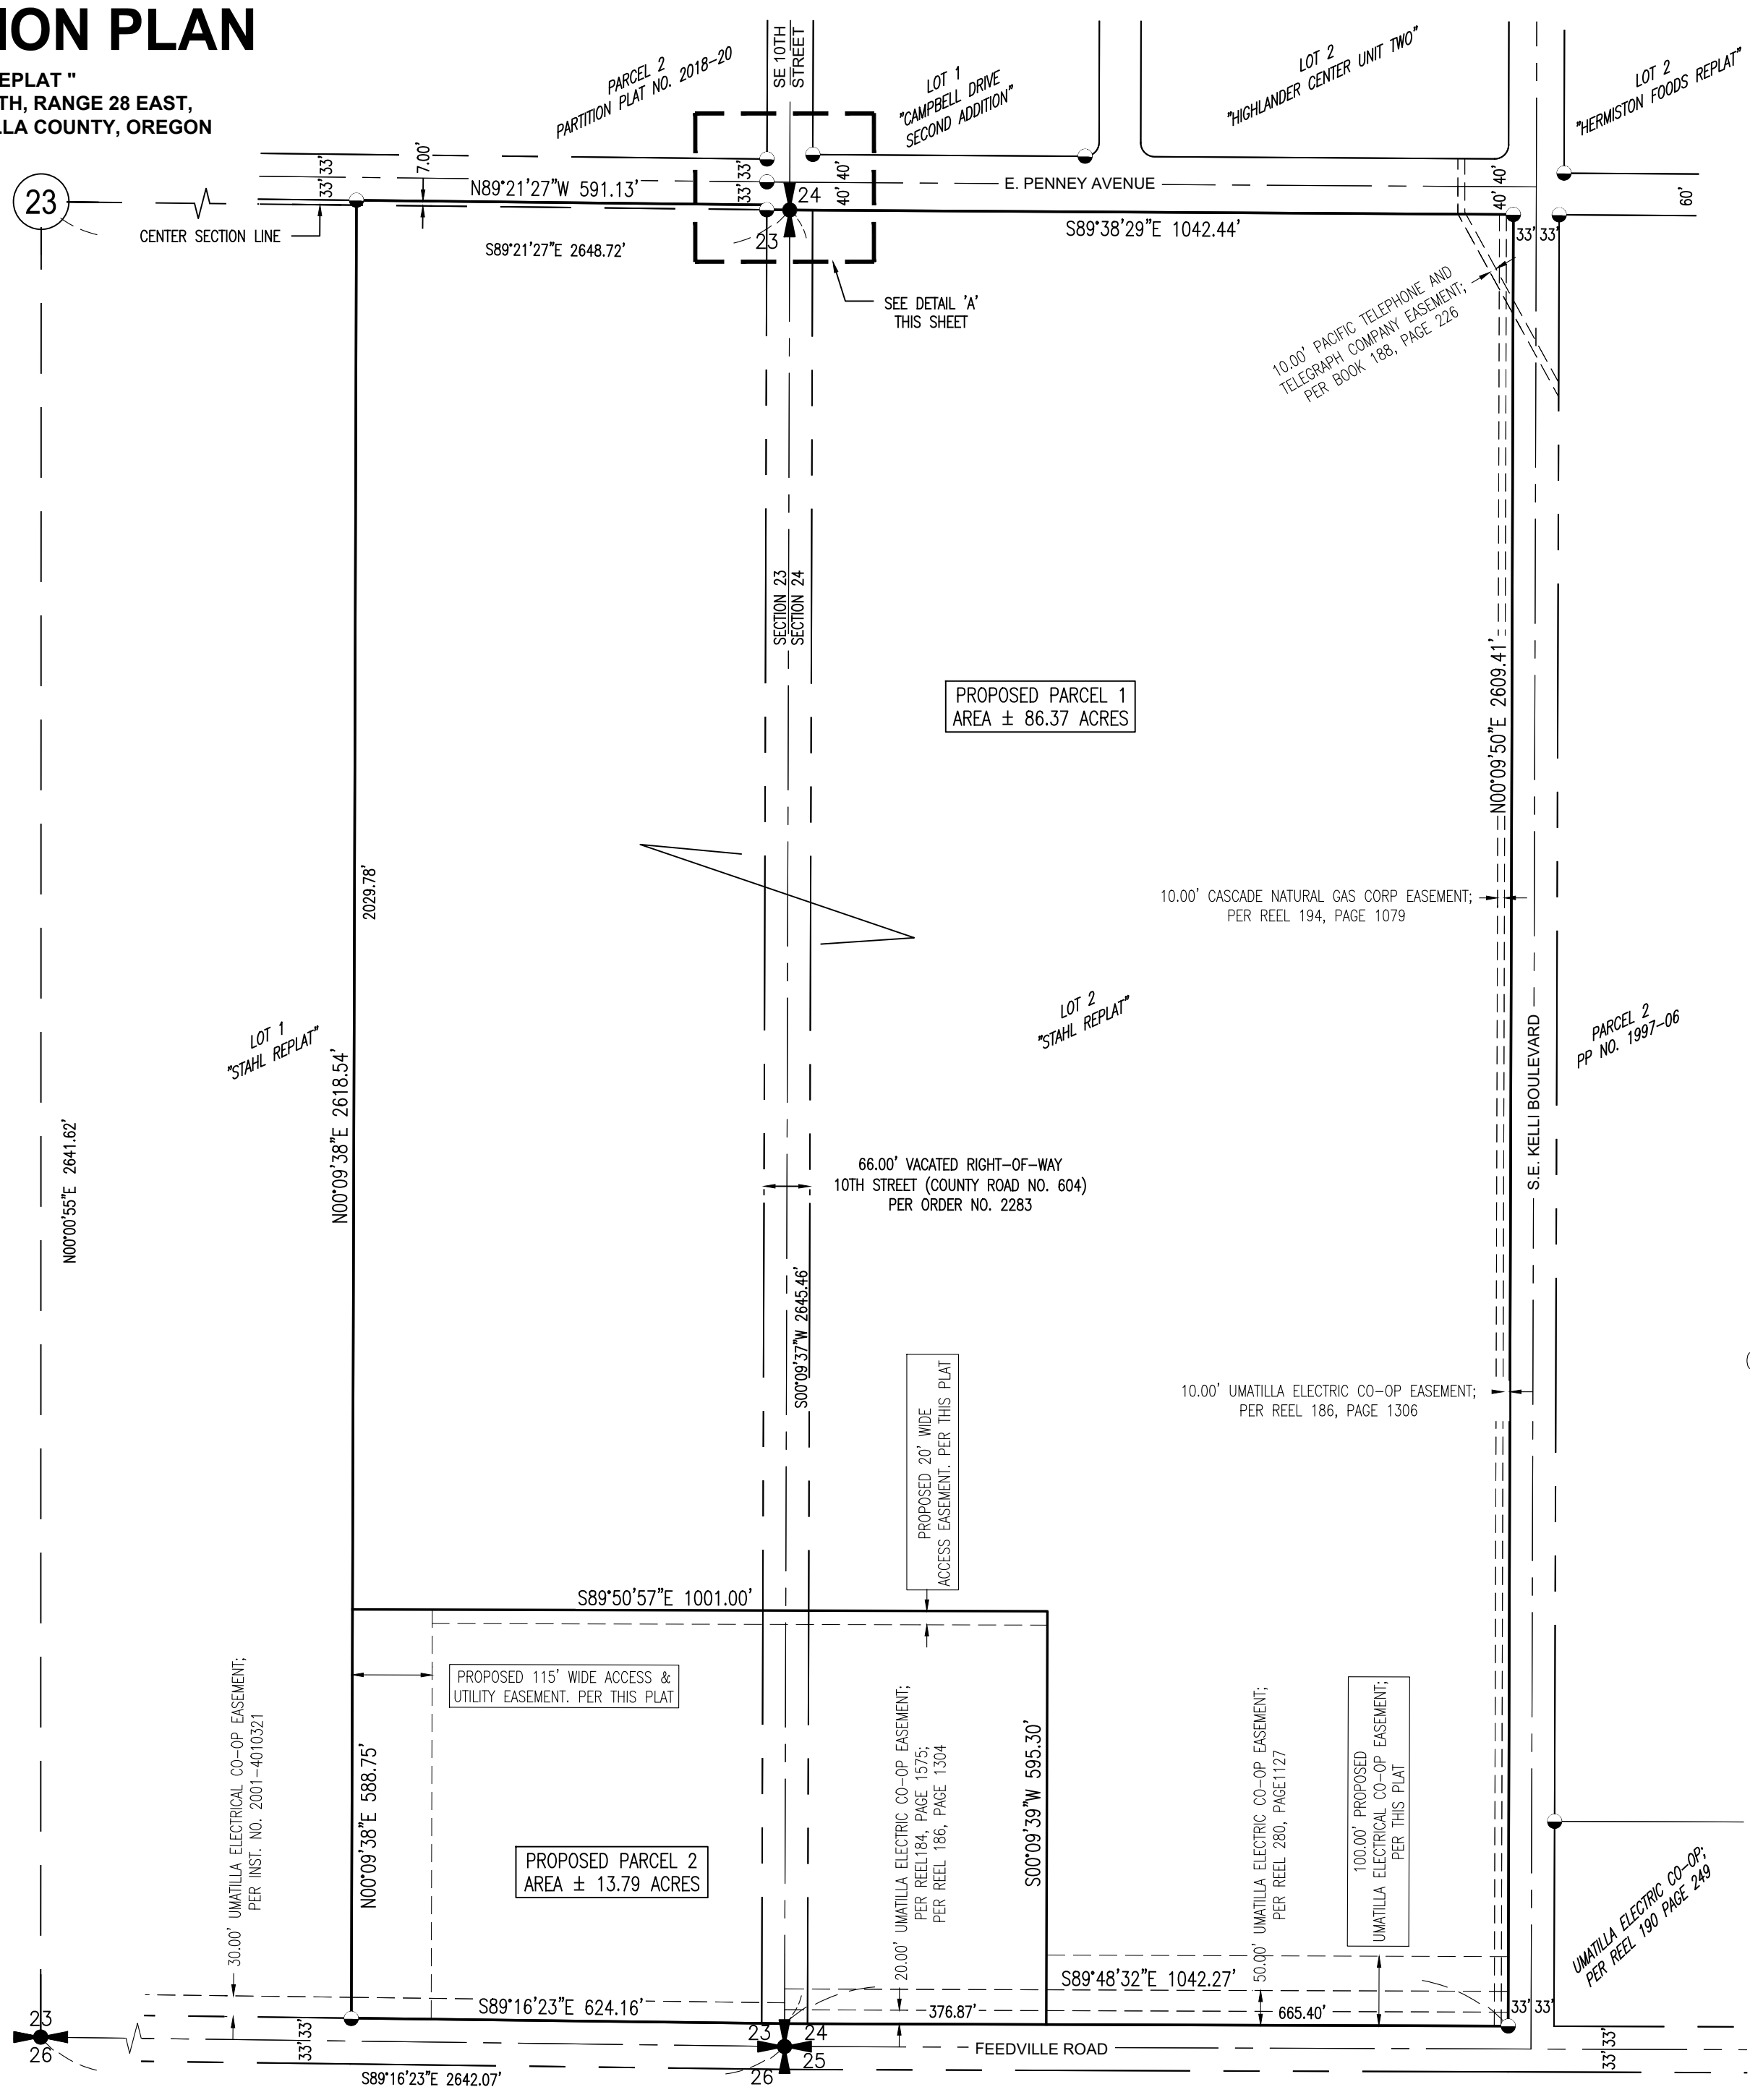 ION PLAN
EPLAT "
TH, RANGE 28 EAST,
LLA COUNTY, OREGON
PARCEL 2
PARTITION PLAT NO. 2018-20
SE 10TH
STREET
LOT 1
"CAMPBELL DRIVE
SECOND ADDITION"
LOT 2
"HIGHLANDER CENTER UNIT TWO"
LOT 2
"HERMISTON FOODS REPLAT"
23
33' 33'
7.00'
N89°21'27"W 591.13'
33' 33'
40' 40'
24
23
E. PENNEY AVENUE
40' 40'
60'
CENTER SECTION LINE
S89°21'27"E 2648.72'
S89°38'29"E 1042.44'
33' 33'
SEE DETAIL 'A'
THIS SHEET
10.00' PACIFIC TELEPHONE AND
TELEGRAPH COMPANY EASEMENT;
PER BOOK 188, PAGE 226
SECTION 23
SECTION 24
PROPOSED PARCEL 1
AREA ± 86.37 ACRES
N00°09'50"E 2609.41'
2029.78'
10.00' CASCADE NATURAL GAS CORP EASEMENT;
PER REEL 194, PAGE 1079
LOT 1
"STAHL REPLAT"
LOT 2
"STAHL REPLAT"
S.E. KELLI BOULEVARD
PARCEL 2
PP NO. 1997-06
N00°00'55"E 2641.62'
N00°09'38"E 2618.54'
66.00' VACATED RIGHT-OF-WAY
10TH STREET (COUNTY ROAD NO. 604)
PER ORDER NO. 2283
S00°09'37"W 2645.46'
PROPOSED 20' WIDE
ACCESS EASEMENT. PER THIS PLAT
10.00' UMATILLA ELECTRIC CO-OP EASEMENT;
PER REEL 186, PAGE 1306
S89°50'57"E 1001.00'
PROPOSED 115' WIDE ACCESS &
UTILITY EASEMENT. PER THIS PLAT
30.00' UMATILLA ELECTRICAL CO-OP EASEMENT;
PER INST. NO. 2001-4010321
N00°09'38"E 588.75'
PROPOSED PARCEL 2
AREA ± 13.79 ACRES
20.00' UMATILLA ELECTRIC CO-OP EASEMENT;
PER REEL184, PAGE 1575;
PER REEL 186, PAGE 1304
S00°09'39"W 595.30'
50.00' UMATILLA ELECTRIC CO-OP EASEMENT;
PER REEL 280, PAGE1127
100.00' PROPOSED
UMATILLA ELECTRICAL CO-OP EASEMENT;
PER THIS PLAT
UMATILLA ELECTRIC CO-OP;
PER REEL 190 PAGE 249
S89°48'32"E 1042.27'
S89°16'23"E 624.16'
376.87'
665.40'
33' 33'
23
26
33' 33'
23
24
25
26
FEEDVILLE ROAD
33' 33'
S89°16'23"E 2642.07'